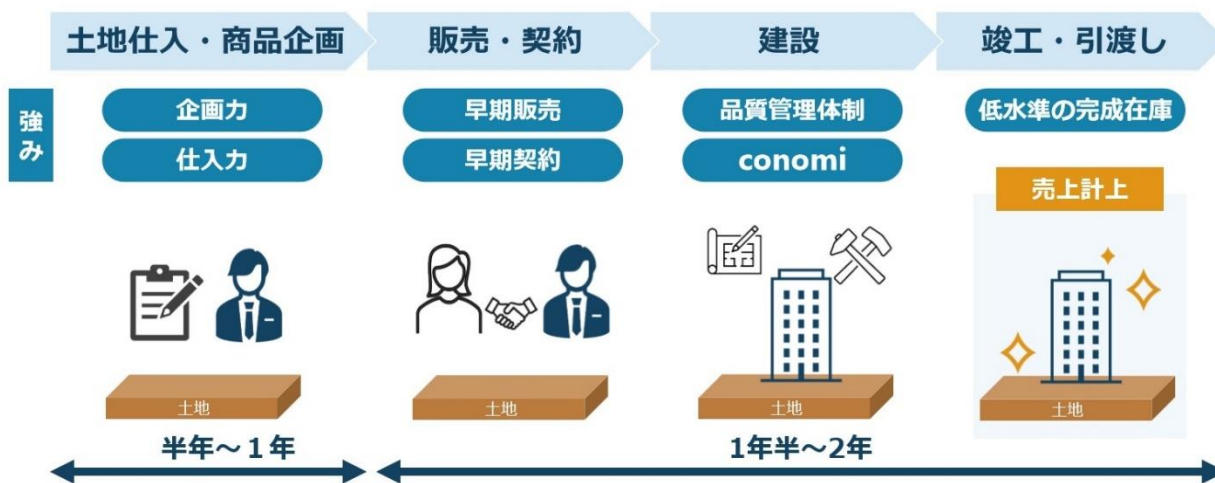 土地仕入・商品企画
販売・契約
建設
竣工・引渡し
強み
企画力
早期販売
品質管理体制
低水準の完成在庫
仕入力
早期契約
conomi
売上計上
土地
土地
土地
土地
半年～１年
1年半～2年